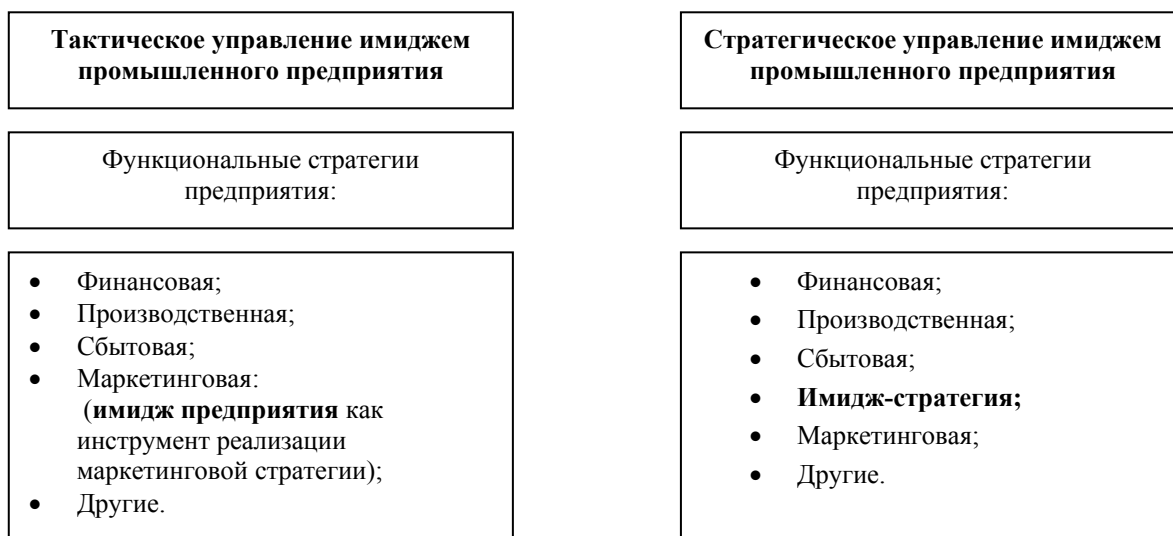 Тактическое управление имиджем
промышленного предприятия
Функциональные стратегии
предприятия:
• Финансовая;
• Производственная;
• Сбытовая;
• Маркетинговая:
(имидж предприятия как
инструмент реализации
маркетинговой стратегии);
• Другие.
Стратегическое управление имиджем
промышленного предприятия
Функциональные стратегии
предприятия:
• Финансовая;
• Производственная;
• Сбытовая;
• Имидж-стратегия;
• Маркетинговая;
• Другие.